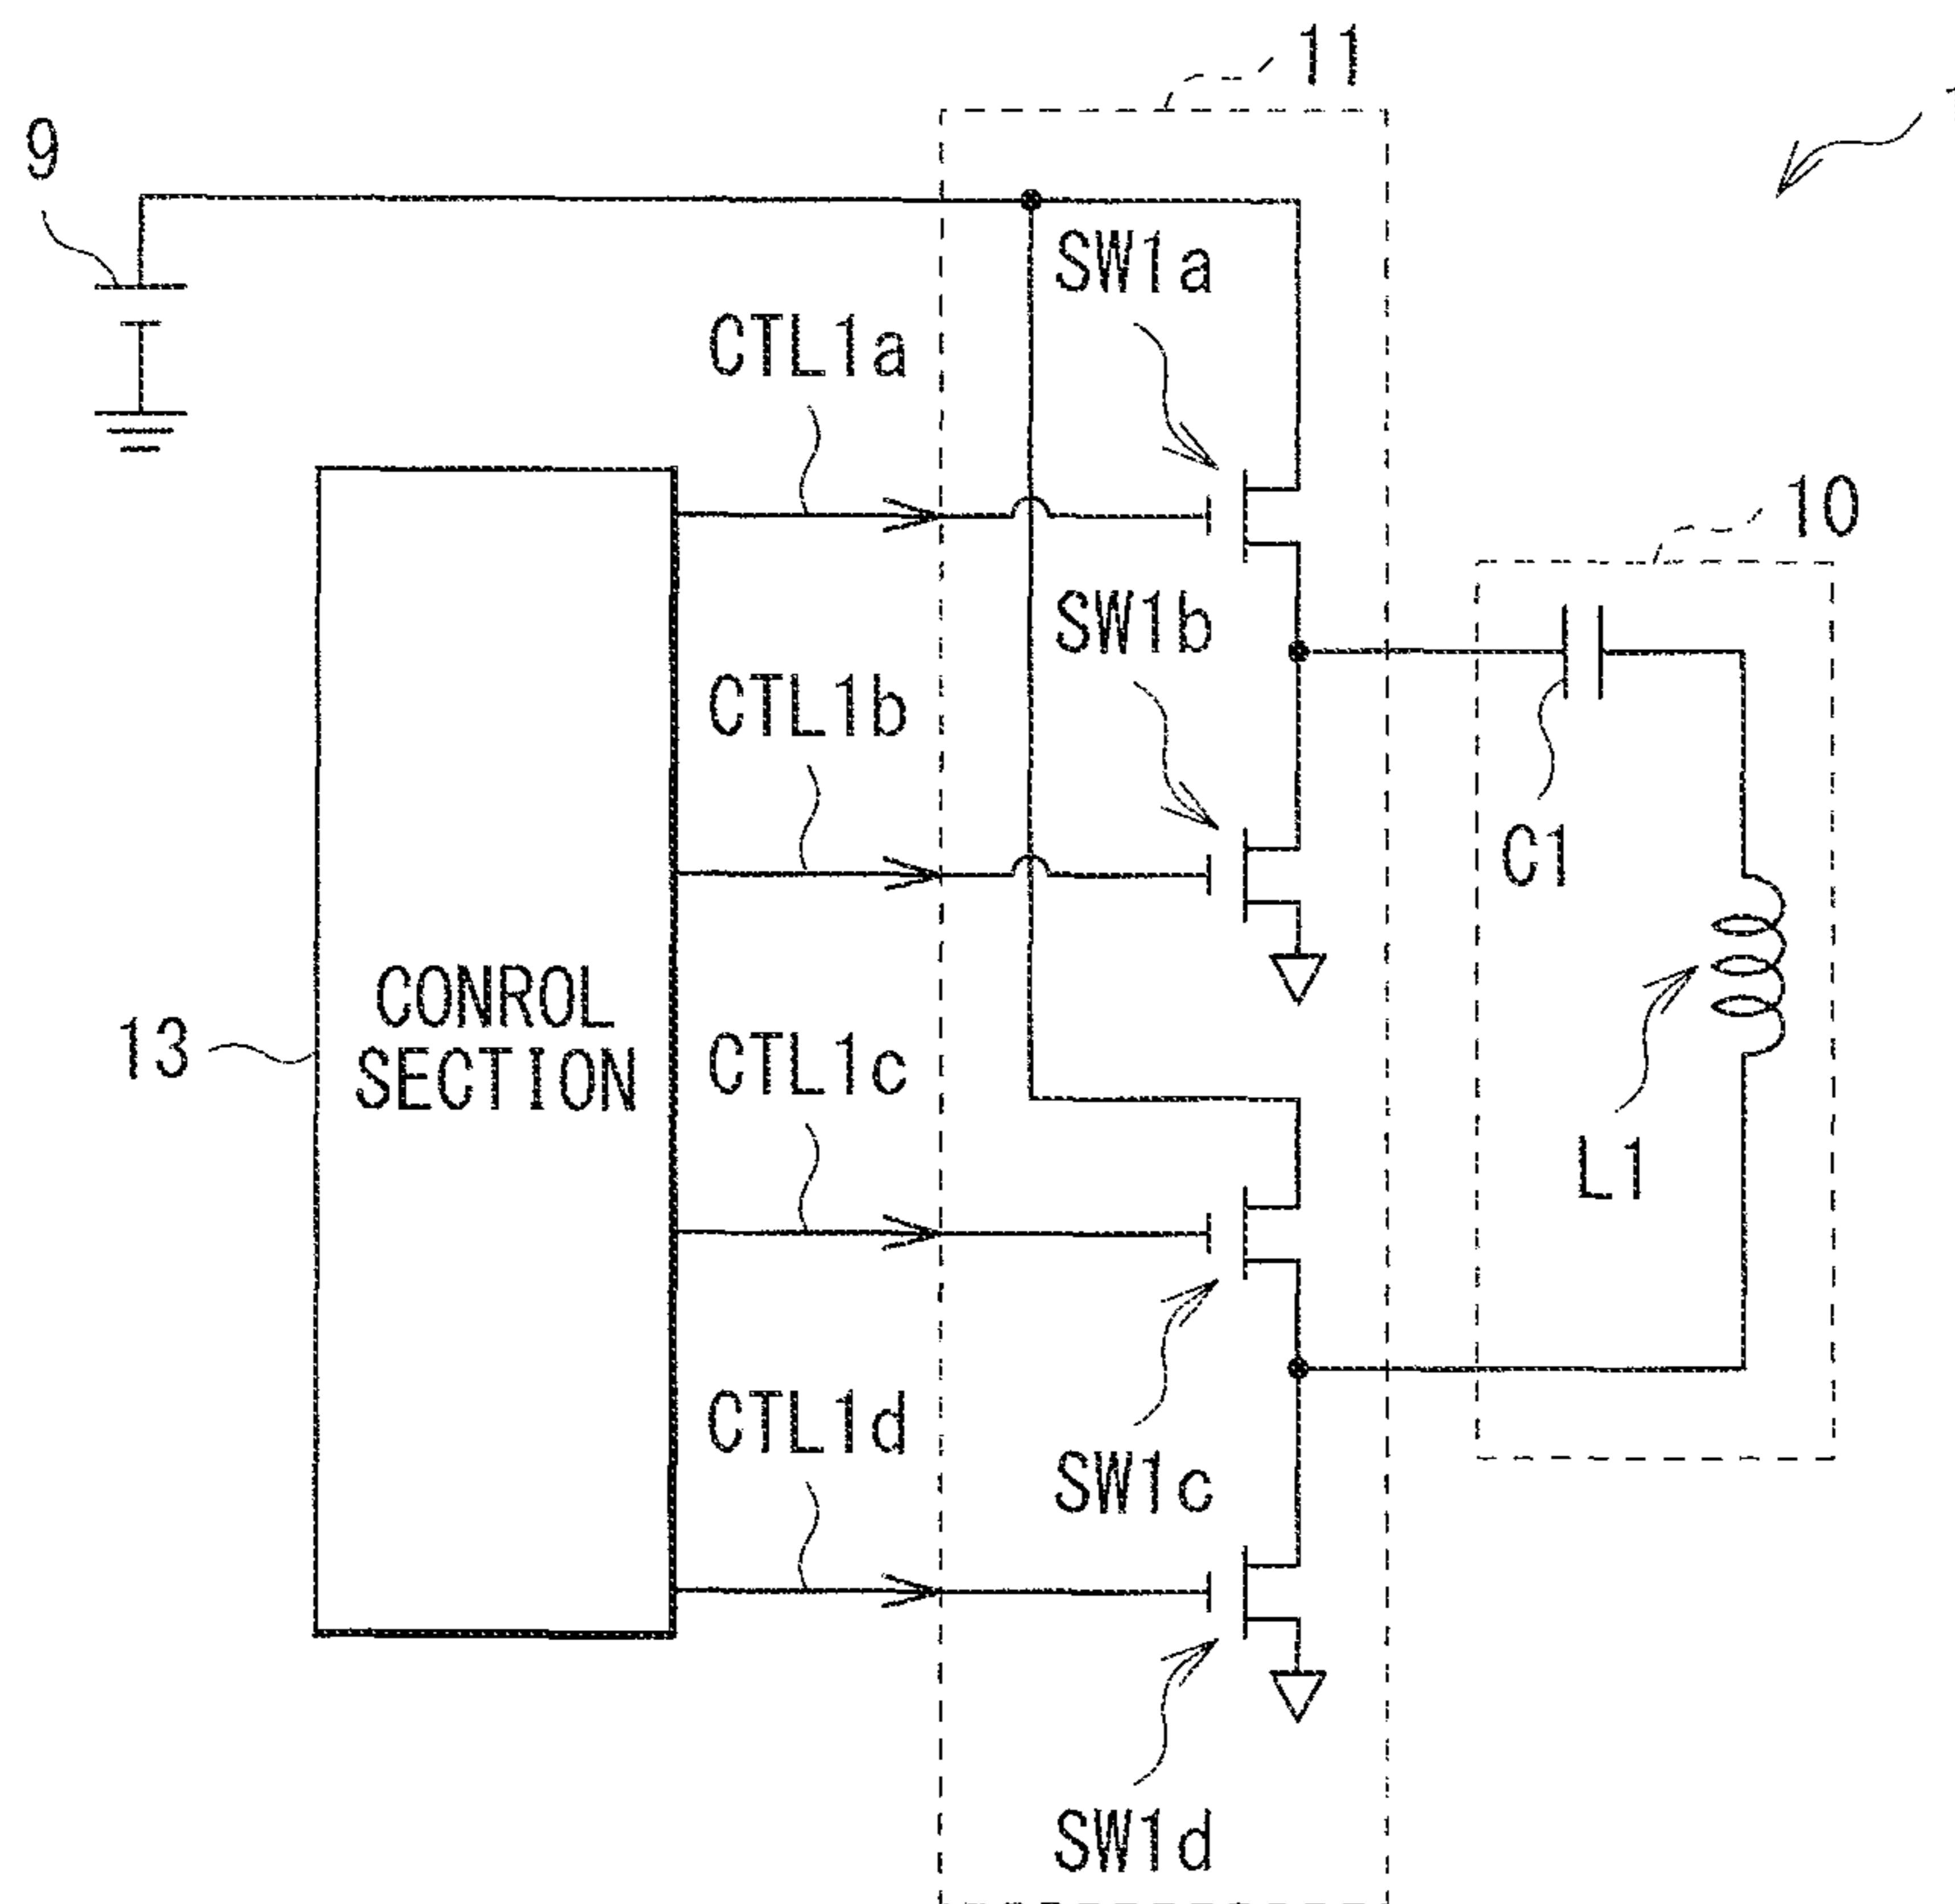 11
9
SW1a
CTL1a
10
SW1b
CTL1b
C1
CONROL
SECTION
13
CTL1c
L1
CTL1d
SW1c
SW1d